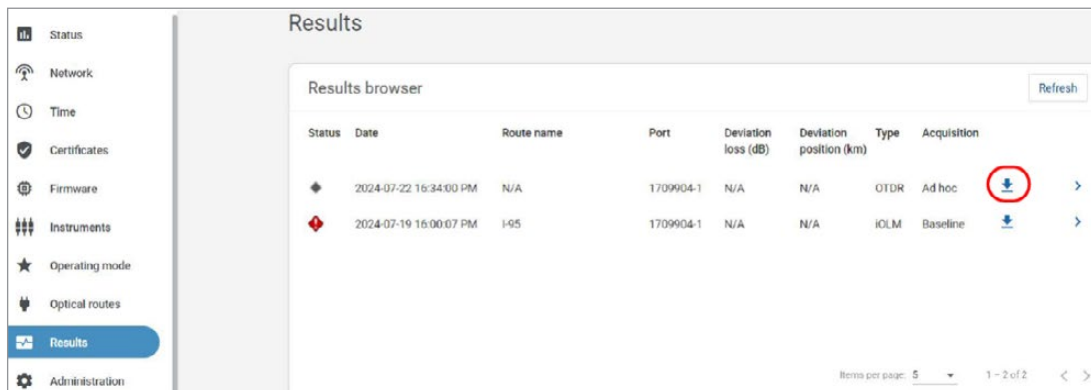 Results
Status
Network
Time
Certificates
Firmware
Instruments
Operating mode
Optical routes
Results
Administration
Results browser
Refresh
Status Date Route name Port Deviation loss (dB) Deviation position (km) Type Acquisition
2024-07-22 16:34:00 PM N/A 1709904-1 N/A N/A OTDR Ad hoc
2024-07-19 16:00:07 PM I-95 1709904-1 N/A N/A iOLM Baseline
Items per page: 5 1 – 2 of 2